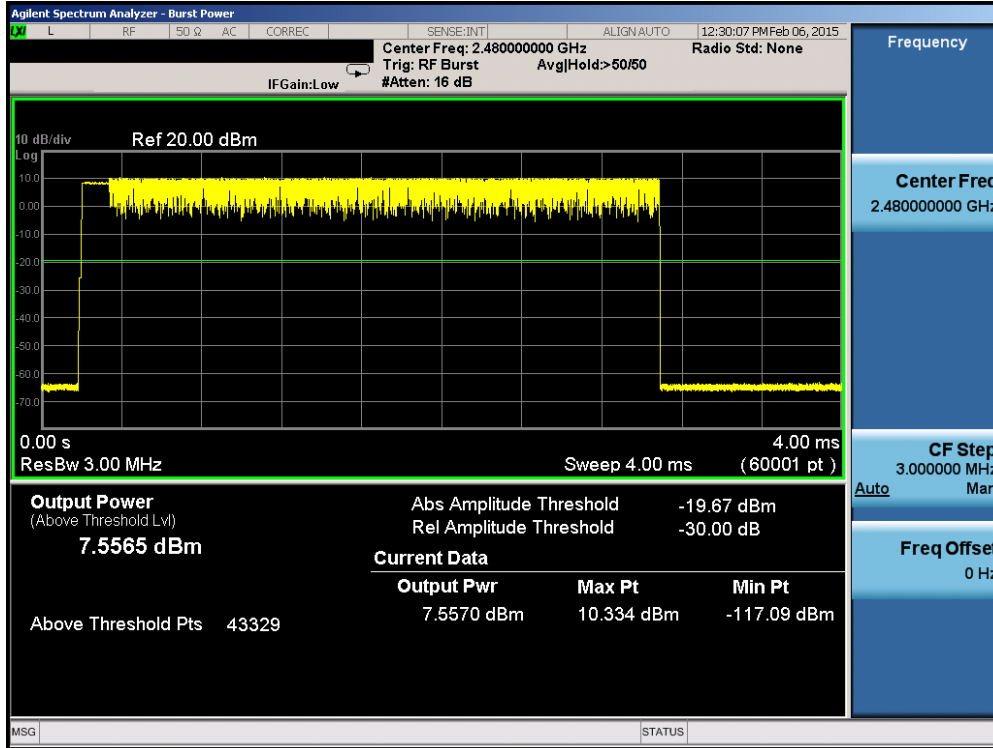 Agilent Spectrum Analyzer - Burst Power
LXI L RF 50 Ω AC CORREC SENSE:INT ALIGN AUTO 12:30:07 PM Feb 06, 2015
Center Freq: 2.480000000 GHz Radio Std: None
Trig: RF Burst Avg|Hold:>50/50
IFGain:Low #Atten: 16 dB
10 dB/div Ref 20.00 dBm
Log
10.0
0.00
-10.0
-20.0
-30.0
-40.0
-50.0
-60.0
-70.0
0.00 s 4.00 ms
ResBw 3.00 MHz Sweep 4.00 ms (60001 pt)
Output Power
(Above Threshold Lvl)
7.5565 dBm
Above Threshold Pts 43329
Abs Amplitude Threshold -19.67 dBm
Rel Amplitude Threshold -30.00 dB
Current Data
Output Pwr Max Pt Min Pt
7.5570 dBm 10.334 dBm -117.09 dBm
Frequency
Center Freq
2.480000000 GHz
CF Step
3.000000 MHz
Auto Man
Freq Offset
0 Hz
MSG STATUS